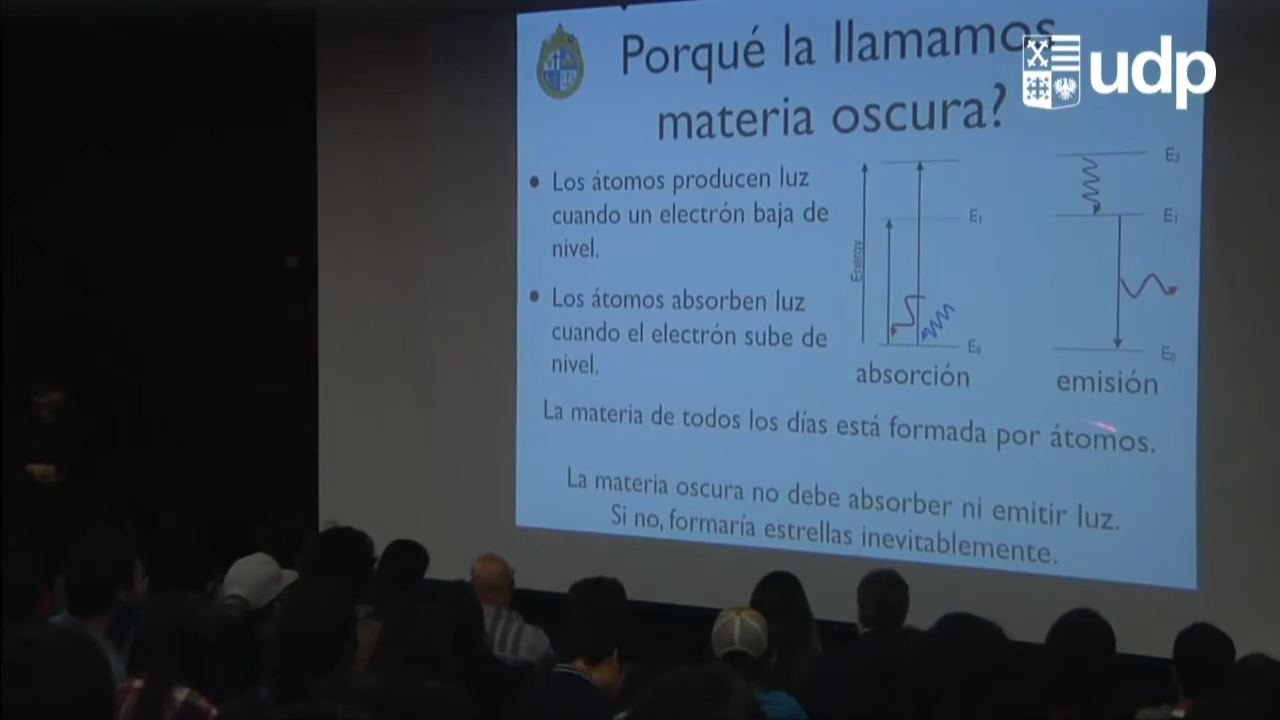 Porqué la llamamos
materia oscura?
udp
• Los átomos producen luz
cuando un electrón baja de
nivel.
• Los átomos absorben luz
cuando el electrón sube de
nivel.
Energy
E₁
E₀
absorción
E₂
E₁
E₀
emisión
La materia de todos los días está formada por átomos.
La materia oscura no debe absorber ni emitir luz.
Si no, formaría estrellas inevitablemente.